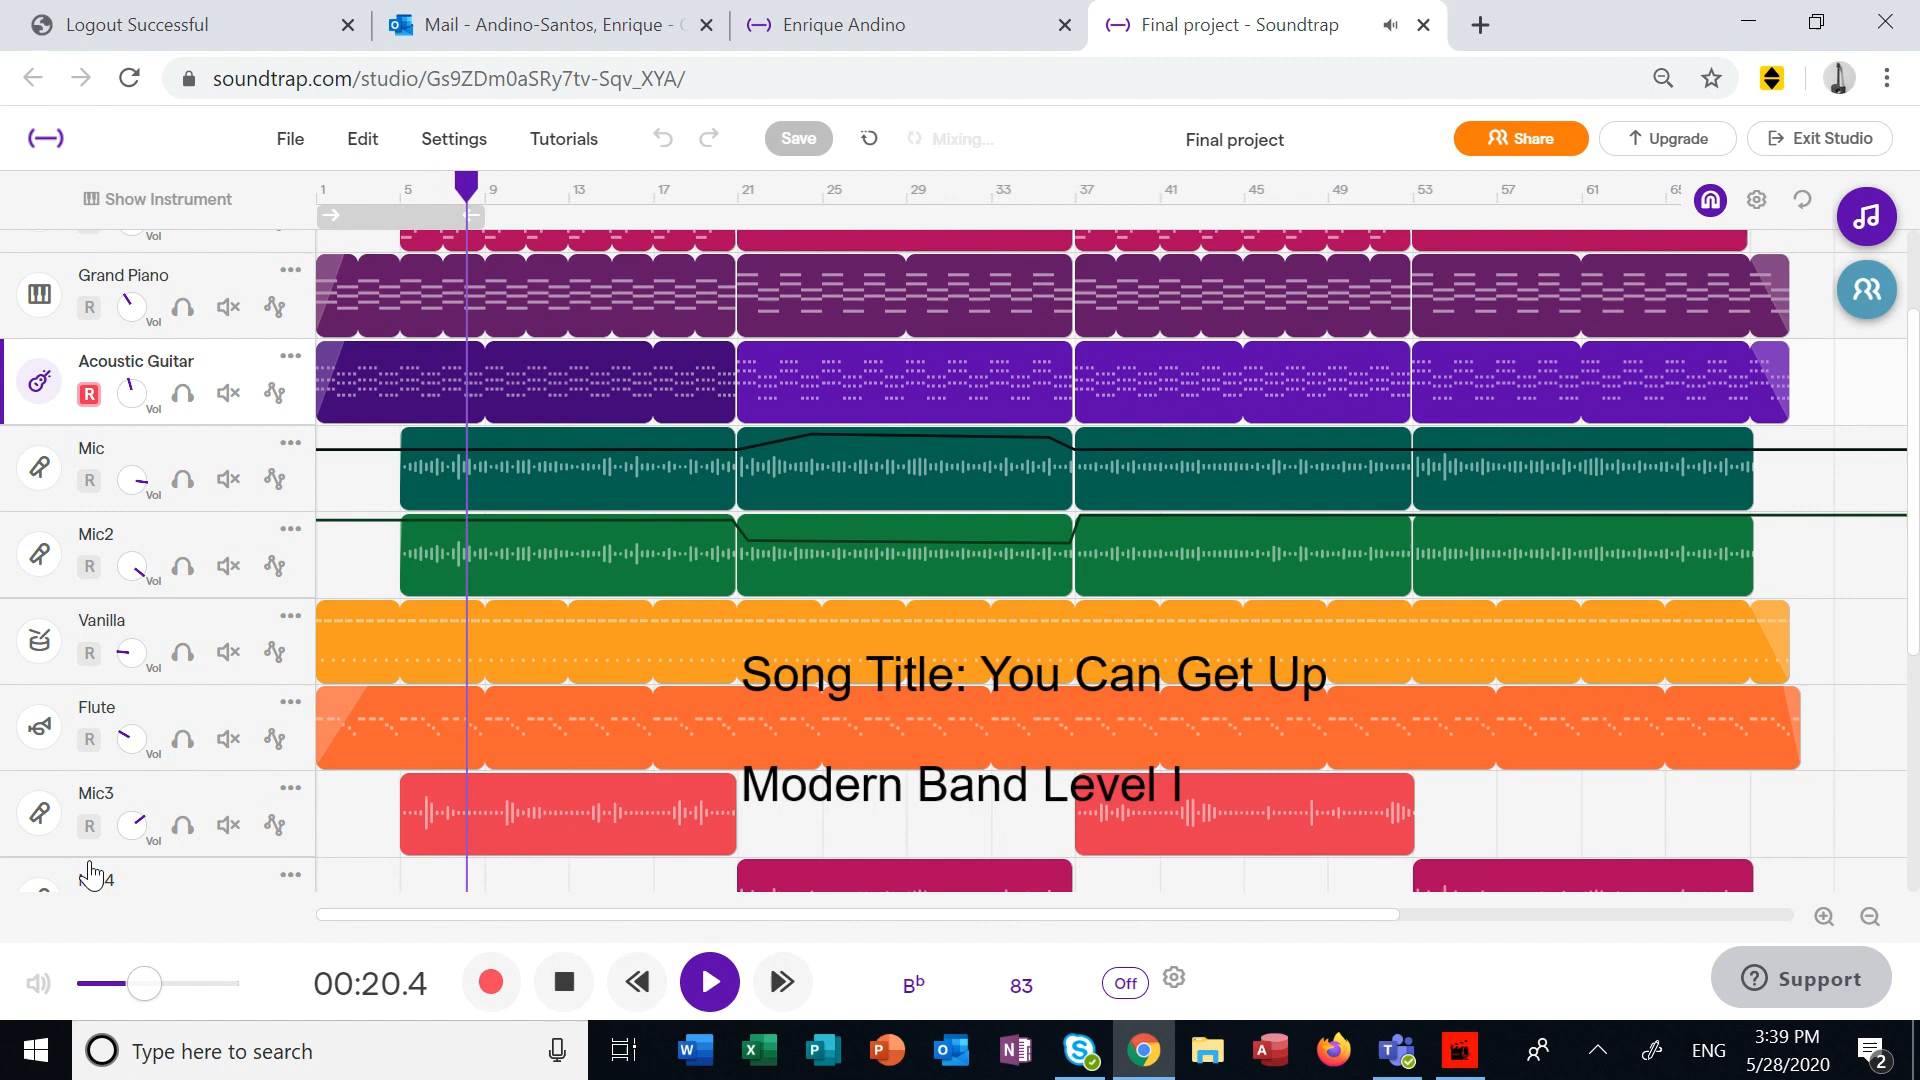 Logout Successful
Mail - Andino-Santos, Enrique -
Enrique Andino
Final project - Soundtrap
soundtrap.com/studio/Gs9ZDm0aSRy7tv-Sqv_XYA/
File Edit Settings Tutorials Save Mixing... Final project Share Upgrade Exit Studio
Show Instrument
1 5 9 13 17 21 25 29 33 37 41 45 49 53 57 61
Vol
Grand Piano
R Vol
Acoustic Guitar
R Vol
Mic
R Vol
Mic2
R Vol
Vanilla
R Vol
Song Title: You Can Get Up
Flute
R Vol
Modern Band Level I
Mic3
R Vol
4
00:20.4 Bb 83 Off Support
Type here to search
ENG
3:39 PM
5/28/2020
2